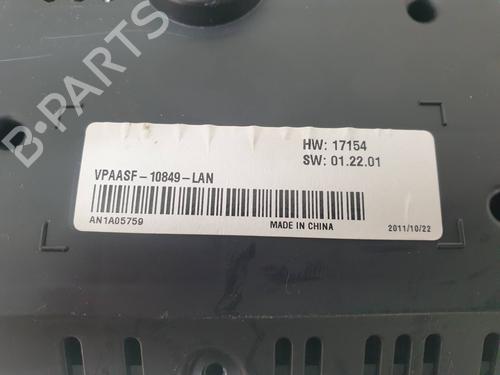 B-PARTS
HW: 17154
VPAASF-10849-LAN
SW: 01.22.01
AN1A05759
MADE IN CHINA
2011/10/22